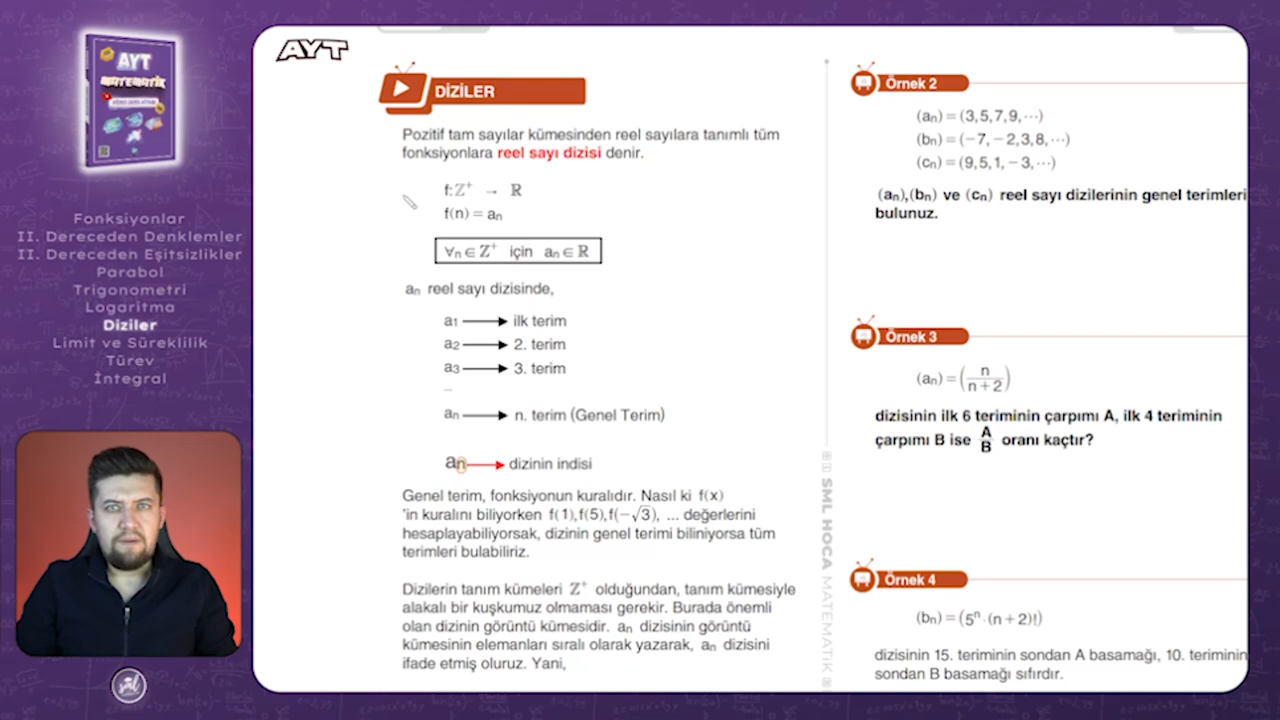 AYT
MATEMATİK
AYT
Fonksiyonlar
II. Dereceden Denklemler
II. Dereceden Eşitsizlikler
Parabol
Trigonometri
Logaritma
Diziler
Limit ve Süreklilik
Türev
İntegral
DİZİLER
Pozitif tam sayılar kümesinden reel sayılara tanımlı tüm
fonksiyonlara reel sayı dizisi denir.
f:ℤ⁺ → ℝ
f(n) = aₙ
∀n ∈ ℤ⁺ için aₙ ∈ ℝ
aₙ reel sayı dizisinde,
a₁ → ilk terim
a₂ → 2. terim
a₃ → 3. terim
–
aₙ → n. terim (Genel Terim)
aₙ → dizinin indisi
Genel terim, fonksiyonun kuralıdır. Nasıl ki f(x)
'in kuralını biliyorken f(1),f(5),f(−√3), ... değerlerini
hesaplayabiliyorsak, dizinin genel terimi biliniyorsa tüm
terimleri bulabiliriz.
Dizilerin tanım kümeleri ℤ⁺ olduğundan, tanım kümesiyle
alakalı bir kuşkumuz olmaması gerekir. Burada önemli
olan dizinin görüntü kümesidir. aₙ dizisinin görüntü
kümesinin elemanları sıralı olarak yazarak, aₙ dizisini
ifade etmiş oluruz. Yani,
SML HOCA MATEMATİK
Örnek 2
(aₙ) = (3,5,7,9,⋯)
(bₙ) = (−7,−2,3,8,⋯)
(cₙ) = (9,5,1,−3,⋯)
(aₙ),(bₙ) ve (cₙ) reel sayı dizilerinin genel terimleri
bulunuz.
Örnek 3
(aₙ) = (n/(n+2))
dizisinin ilk 6 teriminin çarpımı A, ilk 4 teriminin
çarpımı B ise A/B oranı kaçtır?
Örnek 4
(bₙ) = (5ⁿ·(n+2)!)
dizisinin 15. teriminin sondan A basamağı, 10. teriminin
sondan B basamağı sıfırdır.
sml